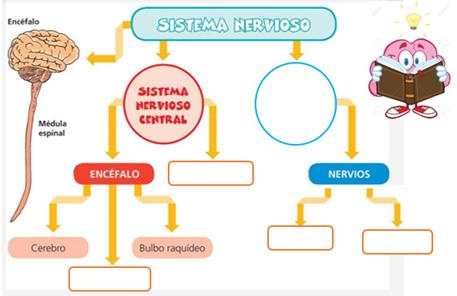 SISTEMA NERVIOSO
Encéfalo
Médula
espinal
SISTEMA
NERVIOSO
CENTRAL
ENCÉFALO
NERVIOS
Cerebro
Bulbo raquídeo